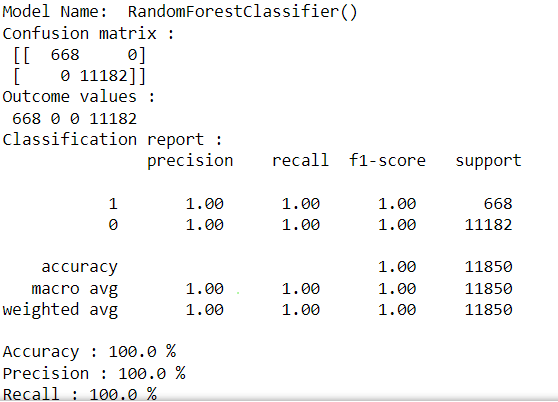 Model Name:  RandomForestClassifier()
Confusion matrix :
 [[  668     0]
 [    0 11182]]
Outcome values :
 668 0 0 11182
Classification report :
               precision    recall  f1-score   support

           1       1.00      1.00      1.00       668
           0       1.00      1.00      1.00     11182

    accuracy                           1.00     11850
   macro avg       1.00      1.00      1.00     11850
weighted avg       1.00      1.00      1.00     11850

Accuracy : 100.0 %
Precision : 100.0 %
Recall : 100.0 %